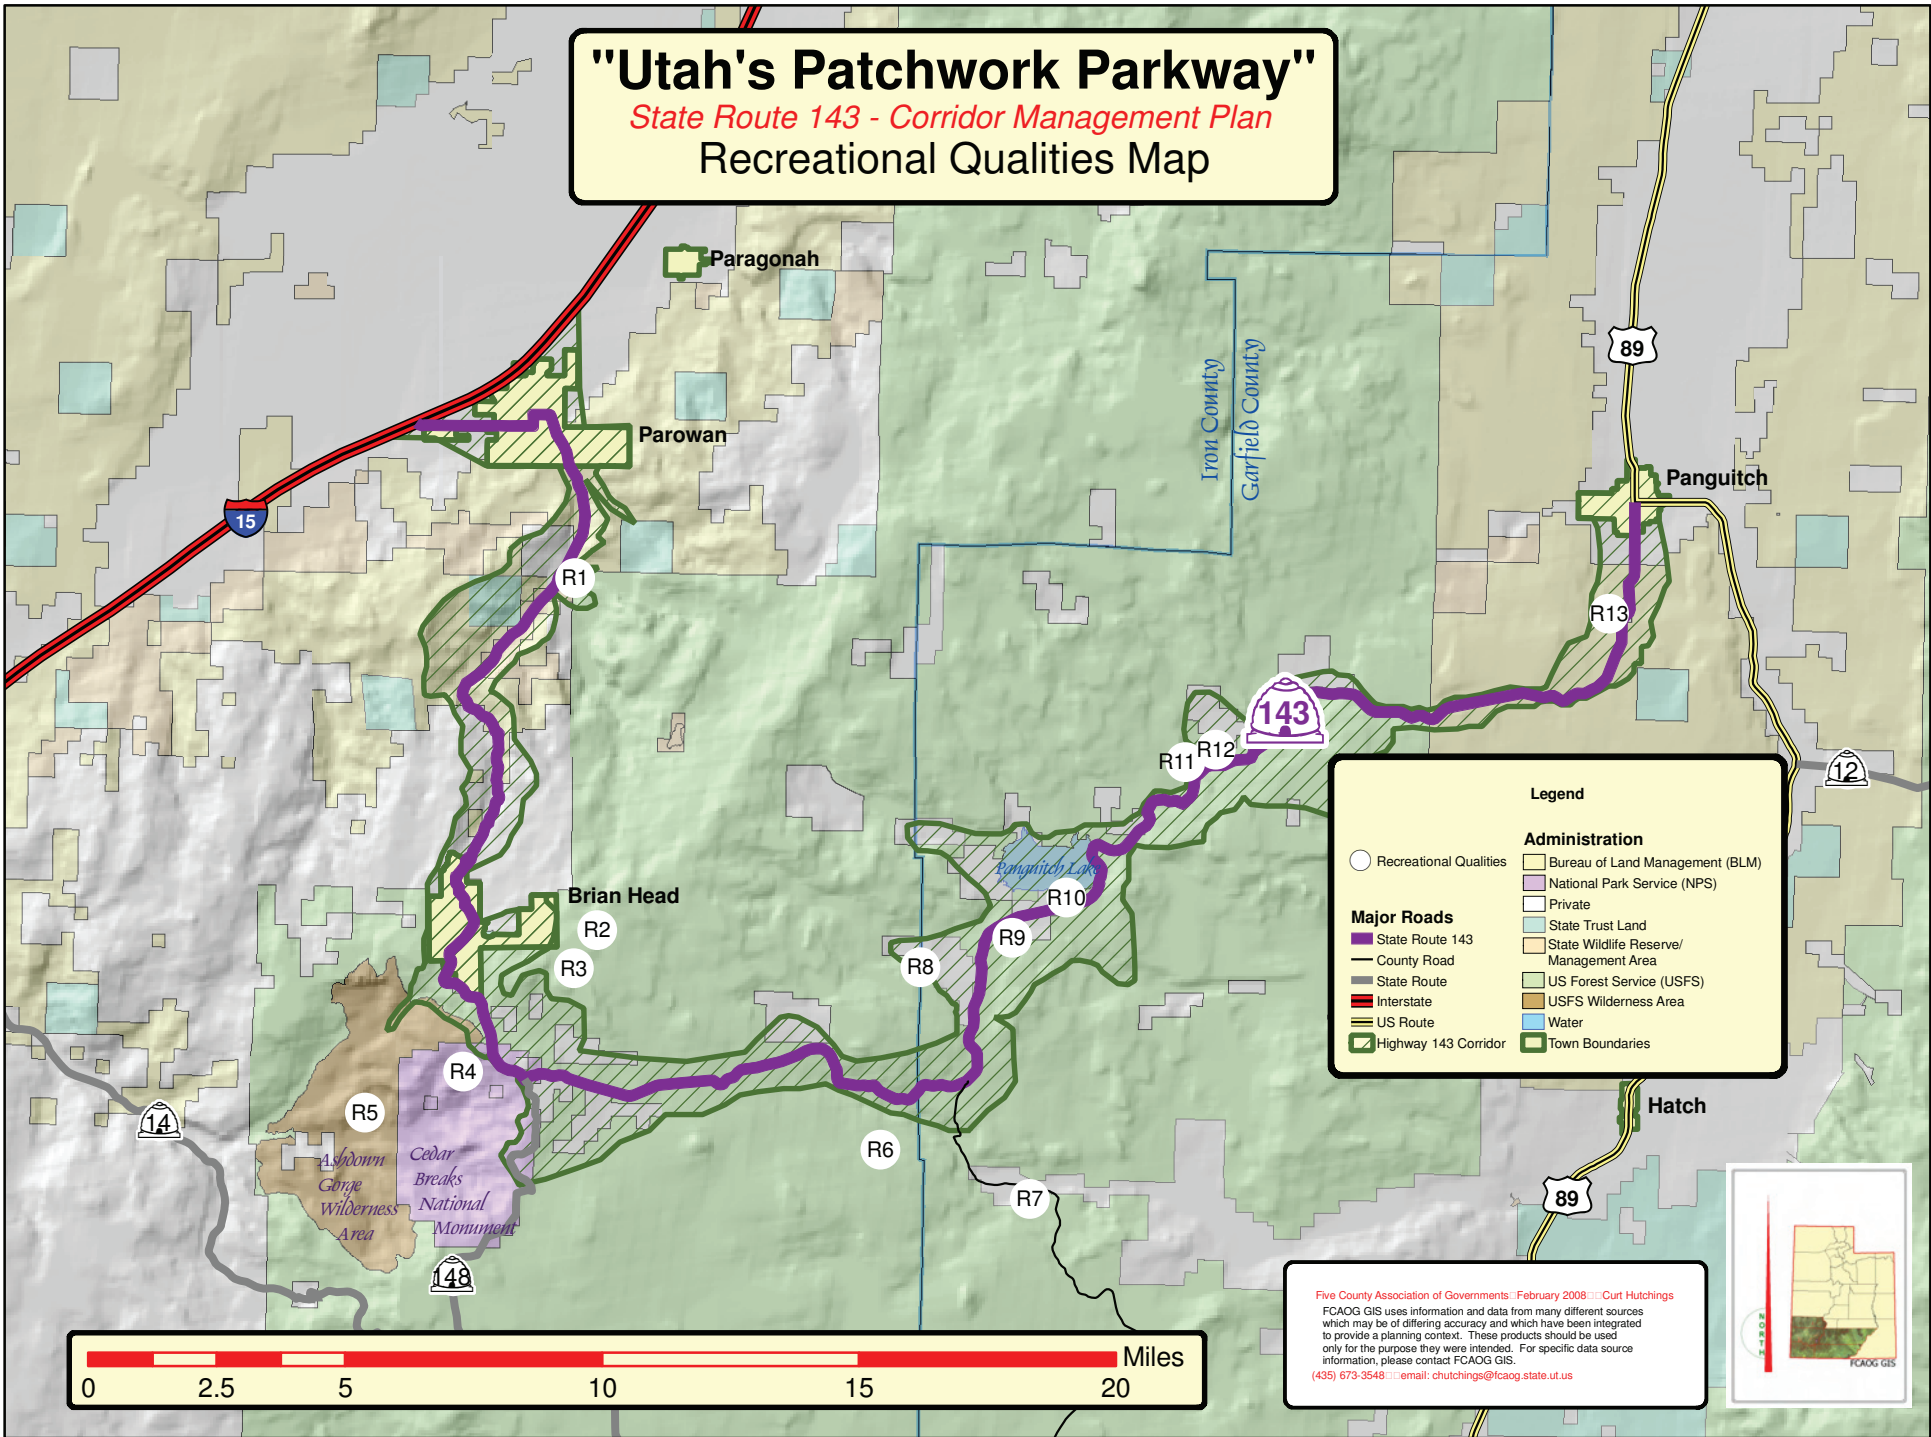 "Utah's Patchwork Parkway"
State Route 143 - Corridor Management Plan
Recreational Qualities Map
Paragonah
Parowan
15
Iron County
Garfield County
89
Panguitch
R1
R13
143
R11
R12
12
Panguitch Lake
R10
R9
R8
Brian Head
R2
R3
R4
R5
R6
R7
14
Ashdown
Gorge
Wilderness
Area
Cedar
Breaks
National
Monument
148
Hatch
89
Legend
Recreational Qualities
Major Roads
State Route 143
County Road
State Route
Interstate
US Route
Highway 143 Corridor
Administration
Bureau of Land Management (BLM)
National Park Service (NPS)
Private
State Trust Land
State Wildlife Reserve/
Management Area
US Forest Service (USFS)
USFS Wilderness Area
Water
Town Boundaries
Miles
0 2.5 5 10 15 20
Five County Association of Governments□February 2008□□Curt Hutchings
FCAOG GIS uses information and data from many different sources
which may be of differing accuracy and which have been integrated
to provide a planning context. These products should be used
only for the purpose they were intended. For specific data source
information, please contact FCAOG GIS.
(435) 673-3548□□email: chutchings@fcaog.state.ut.us
NORTH
FCAOG GIS